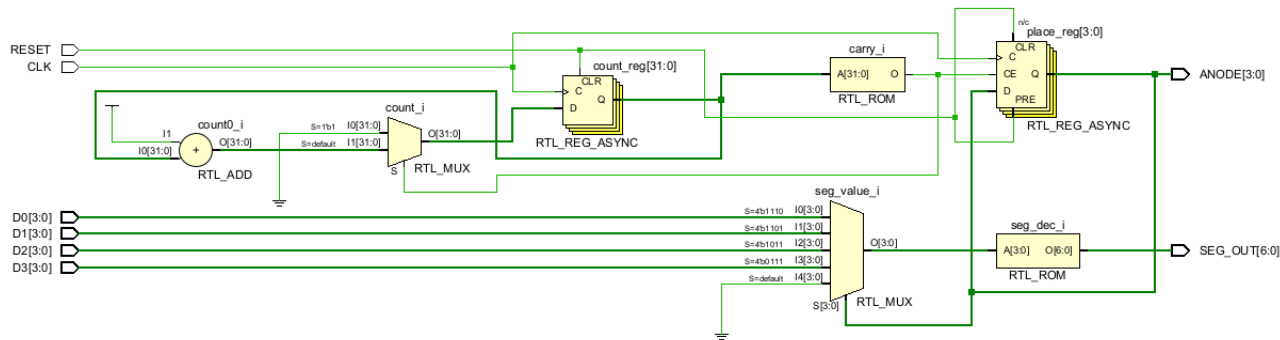 RESET
CLK
count_reg[31:0]
CLR
C
D
Q
RTL_REG_ASYNC
carry_i
A[31:0]
O
RTL_ROM
n/c
place_reg[3:0]
CLR
C
CE
Q
D
PRE
RTL_REG_ASYNC
ANODE[3:0]
count0_i
I1
I0[31:0]
+
O[31:0]
RTL_ADD
count_i
S=1'b1
I0[31:0]
S=default
I1[31:0]
O[31:0]
S
RTL_MUX
D0[3:0]
D1[3:0]
D2[3:0]
D3[3:0]
seg_value_i
S=4'b1110
I0[3:0]
S=4'b1101
I1[3:0]
S=4'b1011
I2[3:0]
S=4'b0111
I3[3:0]
S=default
I4[3:0]
O[3:0]
S[3:0]
RTL_MUX
seg_dec_i
A[3:0]
O[6:0]
RTL_ROM
SEG_OUT[6:0]